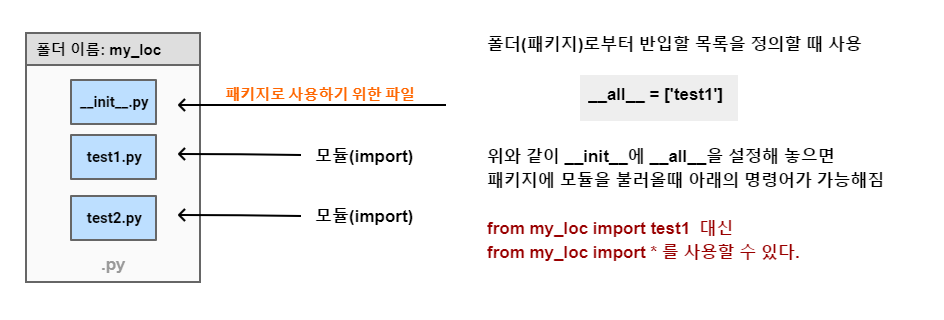 폴더 이름: my_loc
__init__.py
test1.py
test2.py
.py
패키지로 사용하기 위한 파일
모듈(import)
모듈(import)
폴더(패키지)로부터 반입할 목록을 정의할 때 사용
__all__ = ['test1']
위와 같이 __init__에 __all__을 설정해 놓으면
패키지에 모듈을 불러올때 아래의 명령어가 가능해짐
from my_loc import test1 대신
from my_loc import * 를 사용할 수 있다.